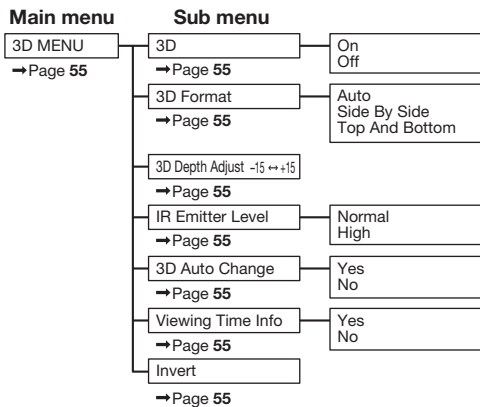 Main menu Sub menu
3D MENU
➞Page 55
3D
➞Page 55
On
Off
3D Format
➞Page 55
Auto
Side By Side
Top And Bottom
3D Depth Adjust -15 ↔ +15
➞Page 55
IR Emitter Level
➞Page 55
Normal
High
3D Auto Change
➞Page 55
Yes
No
Viewing Time Info
➞Page 55
Yes
No
Invert
➞Page 55